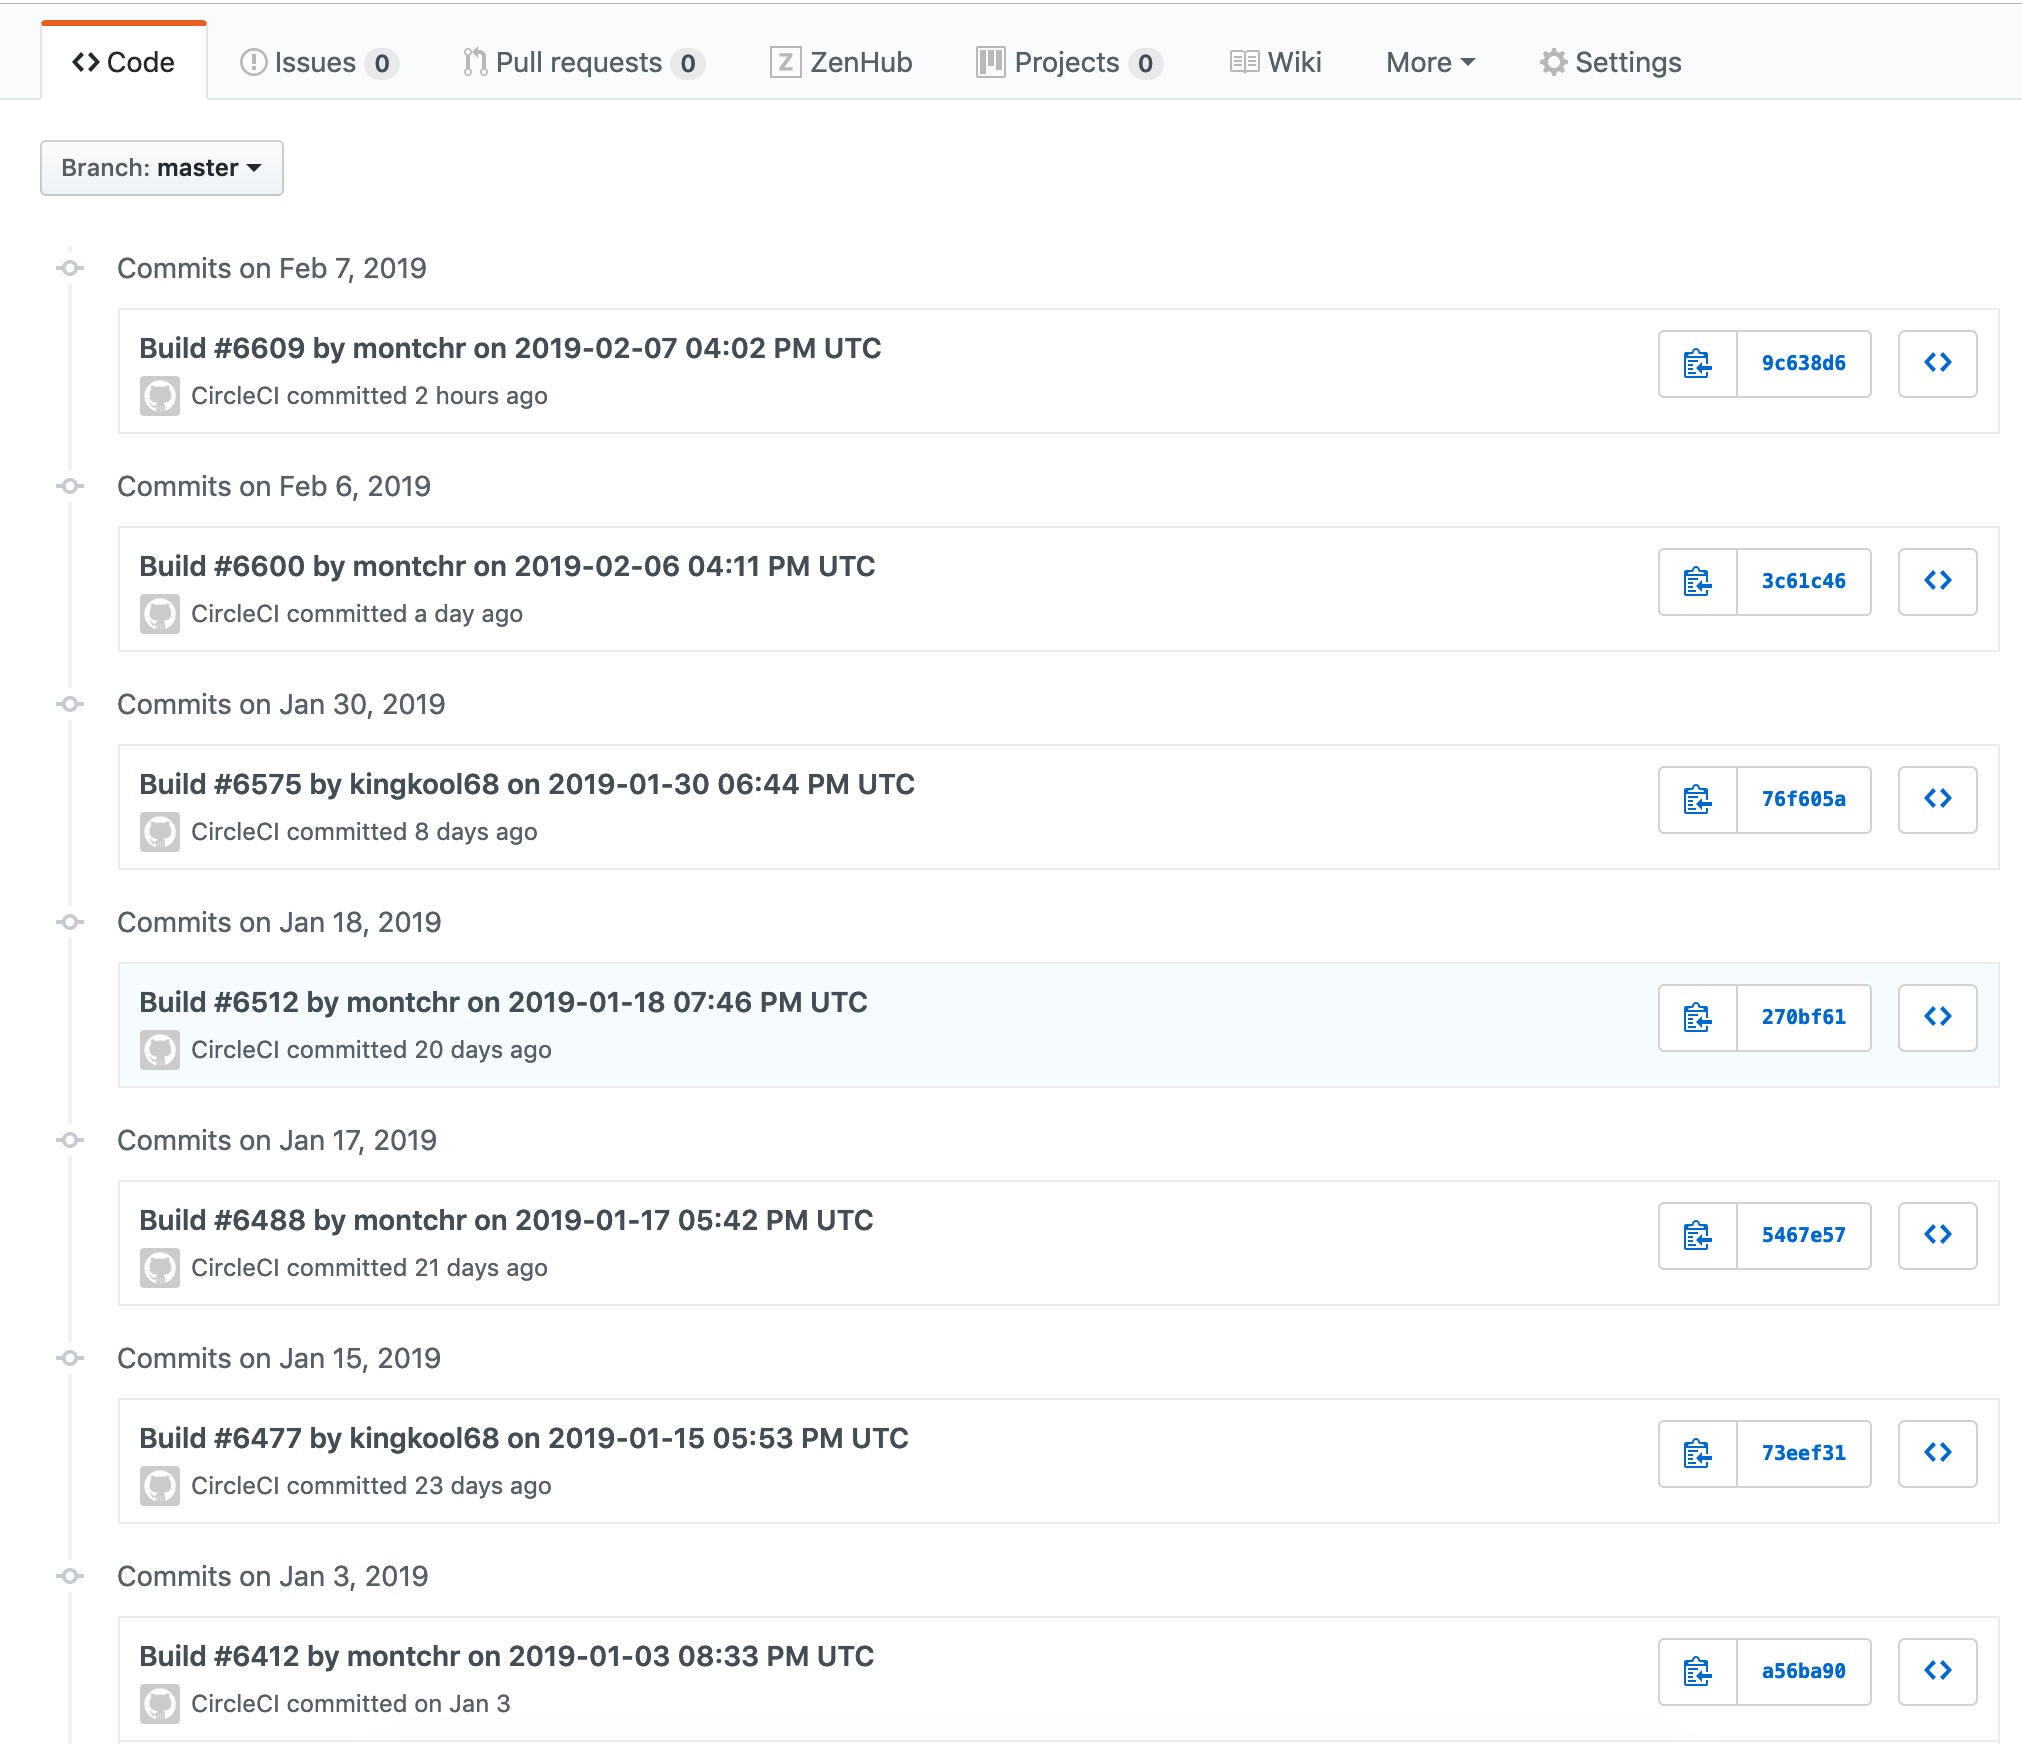 Code Issues 0 Pull requests 0 Z ZenHub Projects 0 Wiki More Settings
Branch: master
Commits on Feb 7, 2019
Build #6609 by montchr on 2019-02-07 04:02 PM UTC
9c638d6
CircleCI committed 2 hours ago
Commits on Feb 6, 2019
Build #6600 by montchr on 2019-02-06 04:11 PM UTC
3c61c46
CircleCI committed a day ago
Commits on Jan 30, 2019
Build #6575 by kingkool68 on 2019-01-30 06:44 PM UTC
76f605a
CircleCI committed 8 days ago
Commits on Jan 18, 2019
Build #6512 by montchr on 2019-01-18 07:46 PM UTC
270bf61
CircleCI committed 20 days ago
Commits on Jan 17, 2019
Build #6488 by montchr on 2019-01-17 05:42 PM UTC
5467e57
CircleCI committed 21 days ago
Commits on Jan 15, 2019
Build #6477 by kingkool68 on 2019-01-15 05:53 PM UTC
73eef31
CircleCI committed 23 days ago
Commits on Jan 3, 2019
Build #6412 by montchr on 2019-01-03 08:33 PM UTC
a56ba90
CircleCI committed on Jan 3